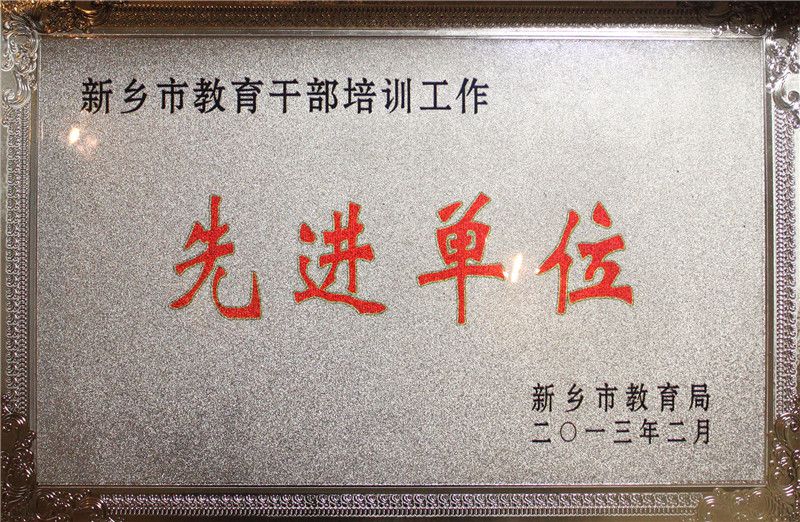 新乡市教育干部培训工作
先进单位
新乡市教育局
二〇一三年二月